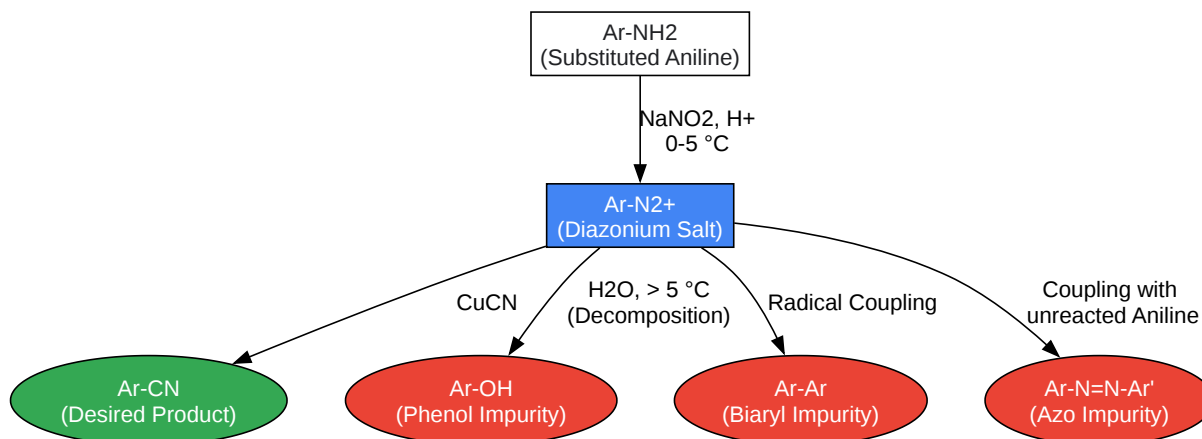 Ar-NH2
(Substituted Aniline)
NaNO2, H+
0-5 °C
Ar-N2+
(Diazonium Salt)
CuCN
H2O, > 5 °C
(Decomposition)
Radical Coupling
Coupling with
unreacted Aniline
Ar-CN
(Desired Product)
Ar-OH
(Phenol Impurity)
Ar-Ar
(Biaryl Impurity)
Ar-N=N-Ar'
(Azo Impurity)